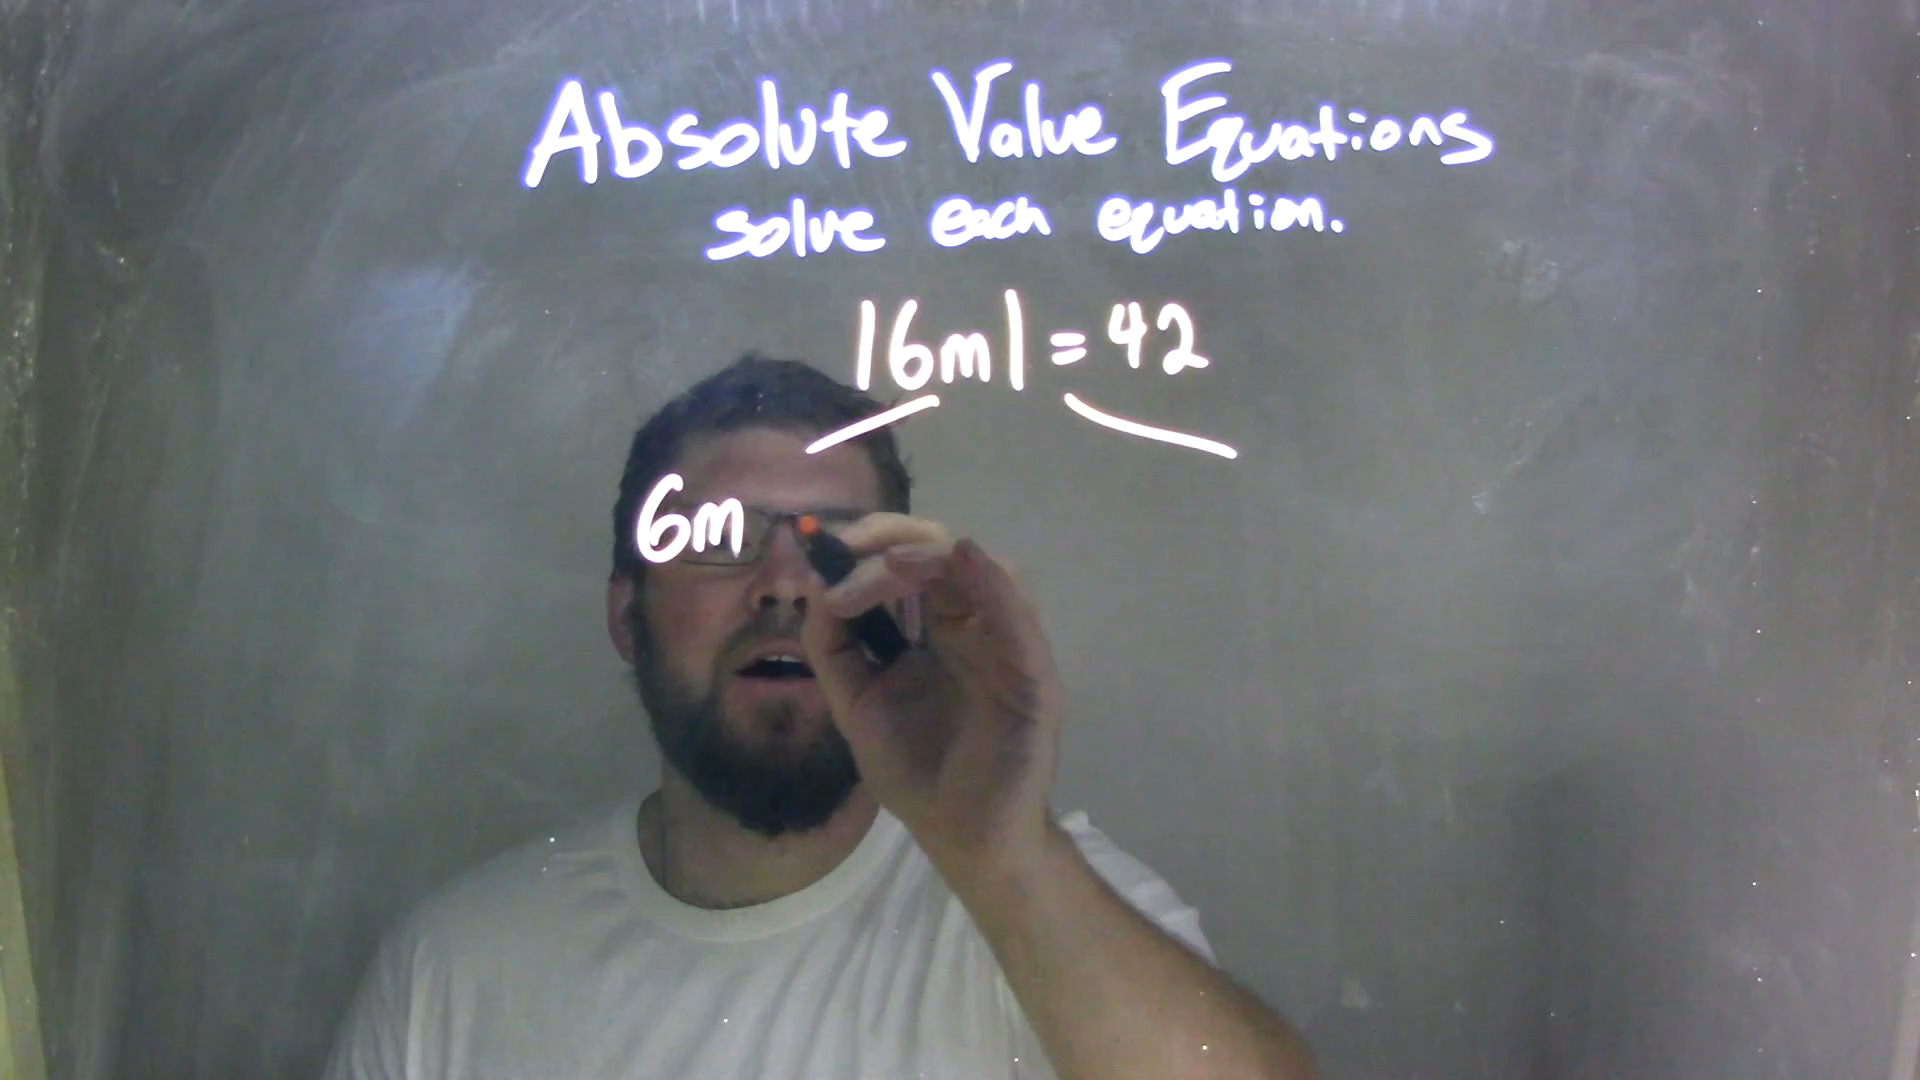 Absolute Value Equations
solve each equation.
|6m| = 42
6m